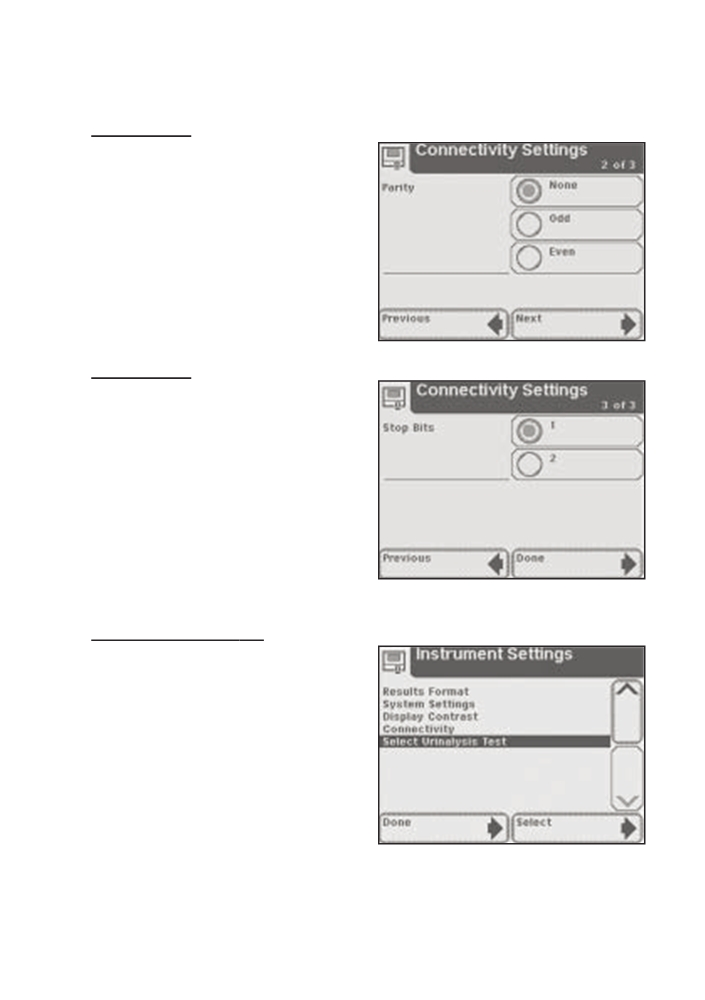 Connectivity Settings
2 of 3
Parity
None
Odd
Even
Previous
Next
Connectivity Settings
3 of 3
Stop Bits
1
2
Previous
Done
Instrument Settings
Results Format
System Settings
Display Contrast
Connectivity
Select Urinalysis Test
Done
Select